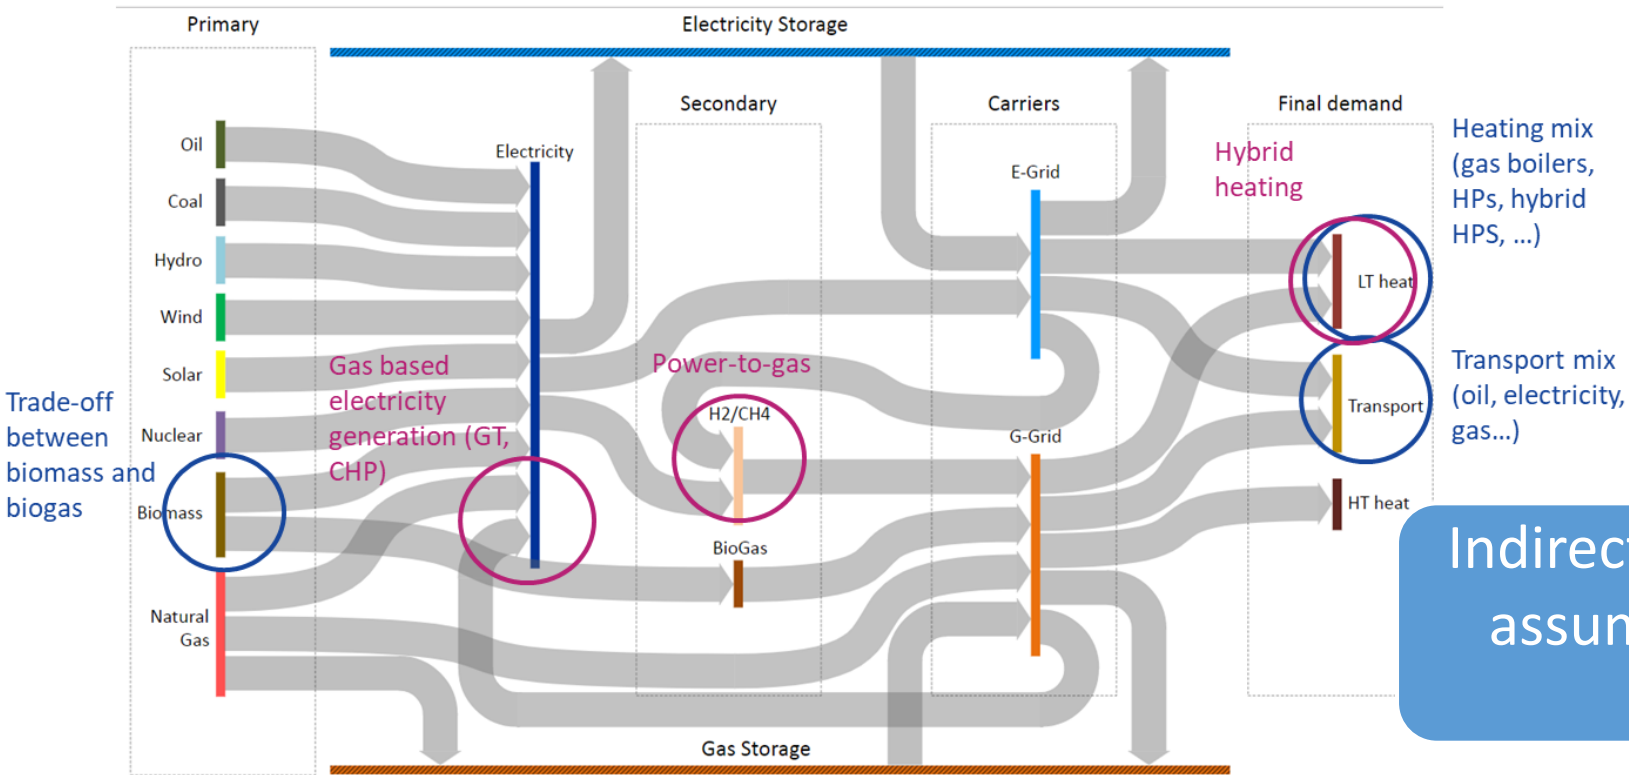 Primary
Electricity Storage
Secondary
Carriers
Final demand
Oil
Coal
Hydro
Wind
Solar
Nuclear
Biomass
Natural
Gas
Electricity
E-Grid
Hybrid
heating
Heating mix
(gas boilers,
HPs, hybrid
HPS, ...)
LT heat
Trade-off
between
biomass and
biogas
Gas based
electricity
generation (GT,
CHP)
Power-to-gas
H2/CH4
G-Grid
Transport
Transport mix
(oil, electricity,
gas...)
BioGas
HT heat
Gas Storage